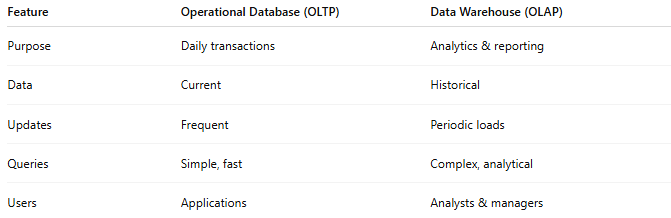 Feature Operational Database (OLTP) Data Warehouse (OLAP)
Purpose Daily transactions Analytics & reporting
Data Current Historical
Updates Frequent Periodic loads
Queries Simple, fast Complex, analytical
Users Applications Analysts & managers